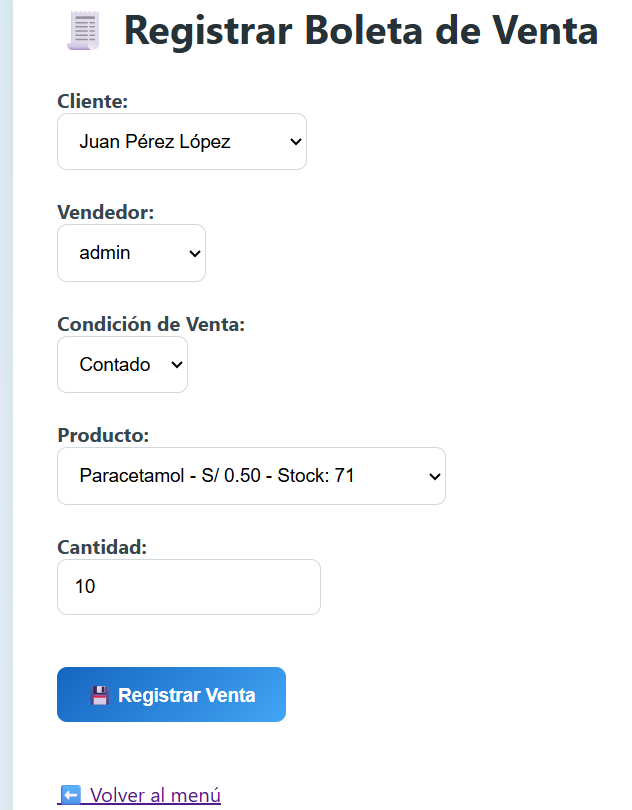 Registrar Boleta de Venta
Cliente:
Juan Pérez López
Vendedor:
admin
Condición de Venta:
Contado
Producto:
Paracetamol - S/ 0.50 - Stock: 71
Cantidad:
10
Registrar Venta
Volver al menú